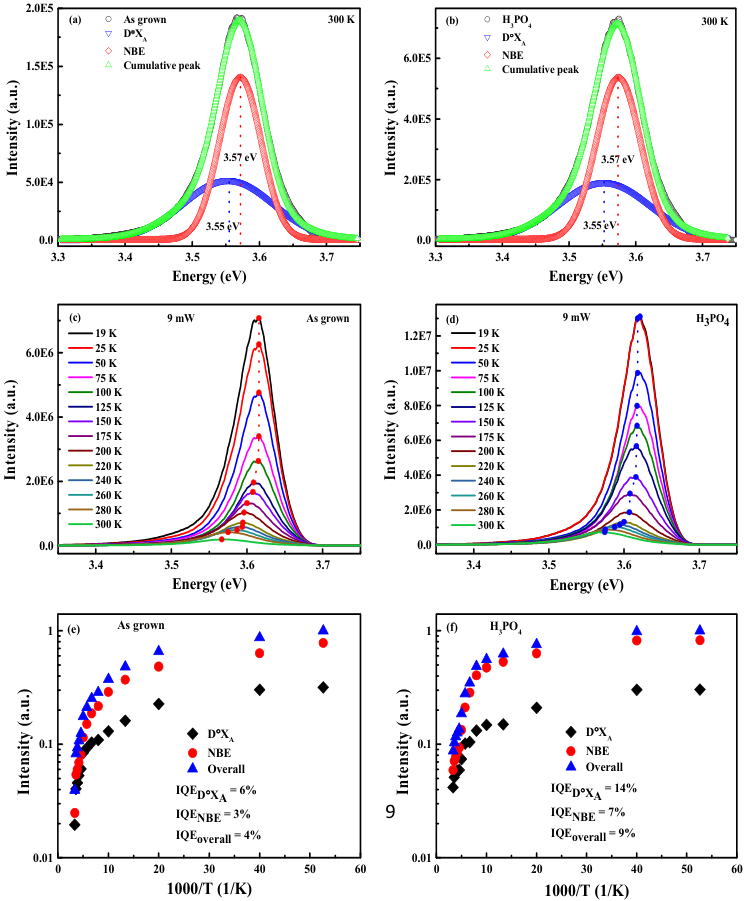 (a)
As grown
300 K
D°X_A
NBE
Cumulative peak
2.0E5
1.5E5
1.0E5
5.0E4
0.0
Intensity (a.u.)
3.57 eV
3.55 eV
3.3 3.4 3.5 3.6 3.7
Energy (eV)
(b)
H₃PO₄
300 K
D°X_A
NBE
Cumulative peak
6.0E5
4.0E5
2.0E5
0.0
Intensity (a.u.)
3.57 eV
3.55 eV
3.3 3.4 3.5 3.6 3.7
Energy (eV)
(c)
9 mW
As grown
19 K
25 K
50 K
75 K
100 K
125 K
150 K
175 K
200 K
220 K
240 K
260 K
280 K
300 K
6.0E6
4.0E6
2.0E6
0.0
Intensity (a.u.)
3.4 3.5 3.6 3.7
Energy (eV)
(d)
9 mW
H₃PO₄
19 K
25 K
50 K
75 K
100 K
125 K
150 K
175 K
200 K
220 K
240 K
260 K
280 K
300 K
1.2E7
1.0E7
8.0E6
6.0E6
4.0E6
2.0E6
0.0
Intensity (a.u.)
3.4 3.5 3.6 3.7
Energy (eV)
(e)
As grown
1
0.1
0.01
Intensity (a.u.)
D°X_A
NBE
Overall
IQE_D°X_A = 6%
IQE_NBE = 3%
IQE_overall = 4%
0 10 20 30 40 50 60
1000/T (1/K)
9
(f)
H₃PO₄
1
0.1
0.01
Intensity (a.u.)
D°X_A
NBE
Overall
IQE_D°X_A = 14%
IQE_NBE = 7%
IQE_overall = 9%
0 10 20 30 40 50 60
1000/T (1/K)